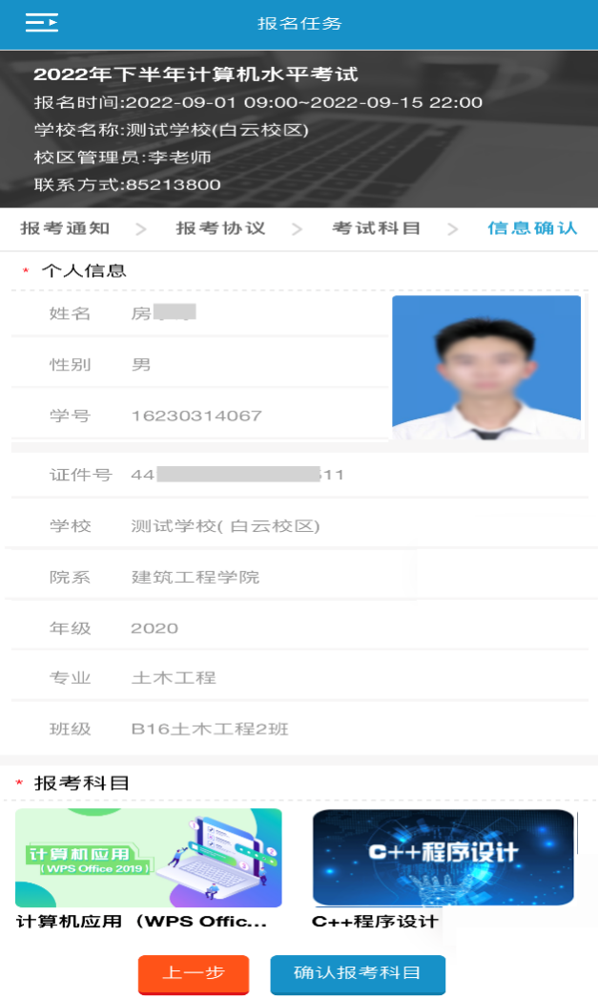 报名任务
2022年下半年计算机水平考试
报名时间:2022-09-01 09:00~2022-09-15 22:00
学校名称:测试学校(白云校区)
校区管理员:李老师
联系方式:85213800
报考通知 > 报考协议 > 考试科目 > 信息确认
* 个人信息
姓名 房
性别 男
学号 16230314067
证件号 44 11
学校 测试学校( 白云校区)
院系 建筑工程学院
年级 2020
专业 土木工程
班级 B16土木工程2班
* 报考科目
计算机应用
(WPS Office 2019)
C++程序设计
计算机应用（WPS Offic... C++程序设计
上一步 确认报考科目